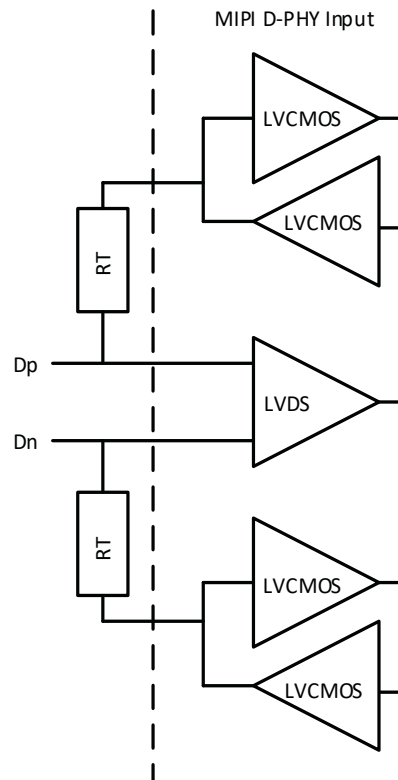 MIPI D-PHY Input
LVCMOS
LVCMOS
RT
Dp
LVDS
Dn
RT
LVCMOS
LVCMOS